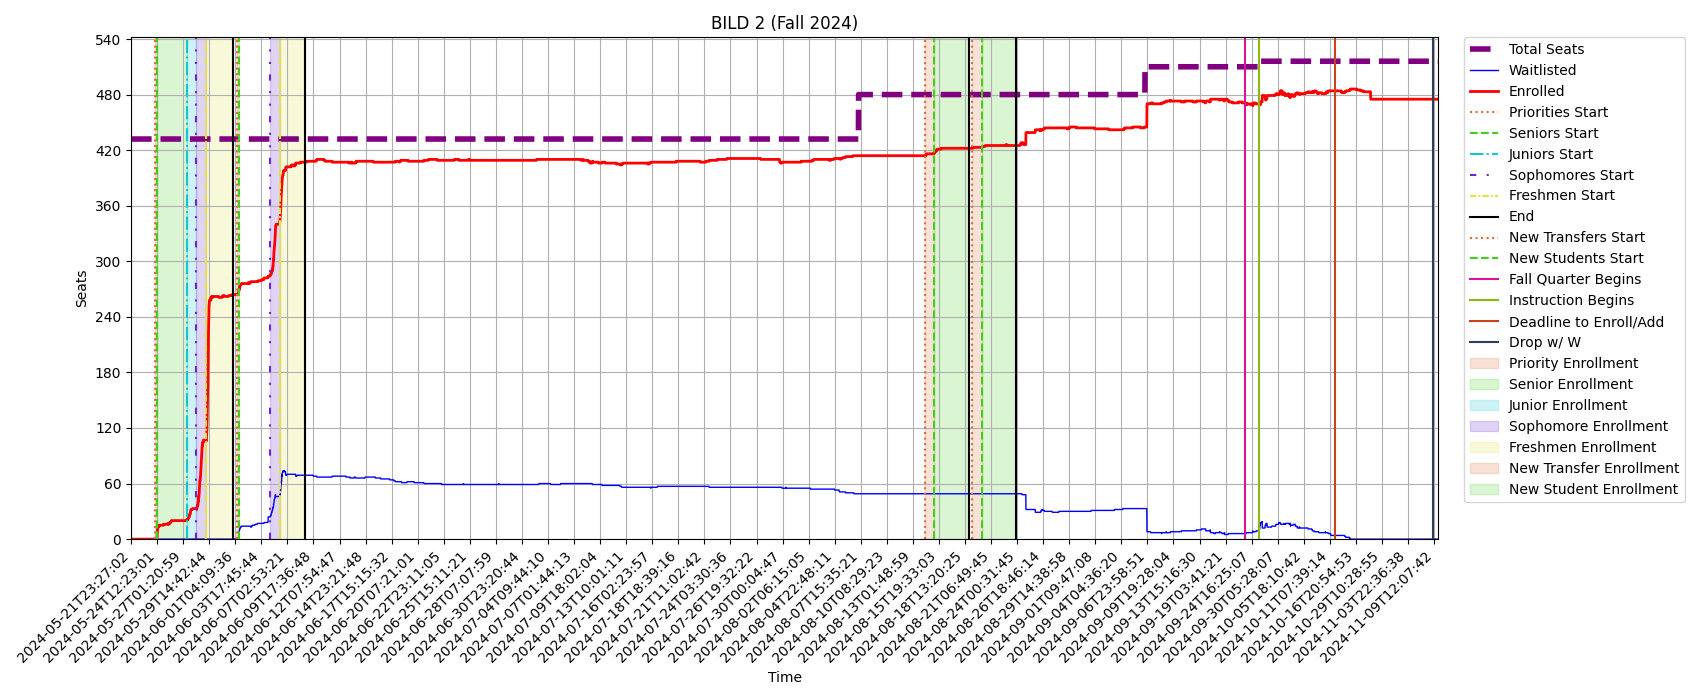 BILD 2 (Fall 2024)
Seats
540
480
420
360
300
240
180
120
60
0
2024-05-21T23:27:02
2024-05-24T12:23:01
2024-05-27T01:20:59
2024-05-29T14:42:44
2024-06-01T04:09:36
2024-06-03T17:45:44
2024-06-07T02:53:21
2024-06-09T17:36:48
2024-06-12T07:54:47
2024-06-14T23:21:48
2024-06-17T15:15:32
2024-06-20T07:21:01
2024-06-22T23:11:05
2024-06-25T15:11:21
2024-06-28T07:07:59
2024-06-30T23:20:44
2024-07-04T09:44:10
2024-07-07T01:44:13
2024-07-09T18:02:04
2024-07-13T10:01:11
2024-07-16T02:23:57
2024-07-18T18:39:16
2024-07-21T11:02:42
2024-07-24T03:30:36
2024-07-26T19:32:22
2024-07-30T00:04:47
2024-08-02T06:15:05
2024-08-04T22:48:11
2024-08-07T15:35:21
2024-08-10T08:29:23
2024-08-13T01:48:59
2024-08-15T19:33:03
2024-08-18T13:20:25
2024-08-21T06:49:45
2024-08-24T00:31:45
2024-08-26T18:46:14
2024-08-29T14:38:58
2024-09-01T09:47:08
2024-09-04T04:36:20
2024-09-06T23:58:51
2024-09-09T19:28:04
2024-09-13T15:16:30
2024-09-19T03:41:21
2024-09-24T16:25:07
2024-09-30T05:28:07
2024-10-05T18:10:42
2024-10-11T07:39:14
2024-10-16T20:54:53
2024-10-29T10:28:55
2024-11-03T22:36:38
2024-11-09T12:07:42
Time
Total Seats
Waitlisted
Enrolled
Priorities Start
Seniors Start
Juniors Start
Sophomores Start
Freshmen Start
End
New Transfers Start
New Students Start
Fall Quarter Begins
Instruction Begins
Deadline to Enroll/Add
Drop w/ W
Priority Enrollment
Senior Enrollment
Junior Enrollment
Sophomore Enrollment
Freshmen Enrollment
New Transfer Enrollment
New Student Enrollment